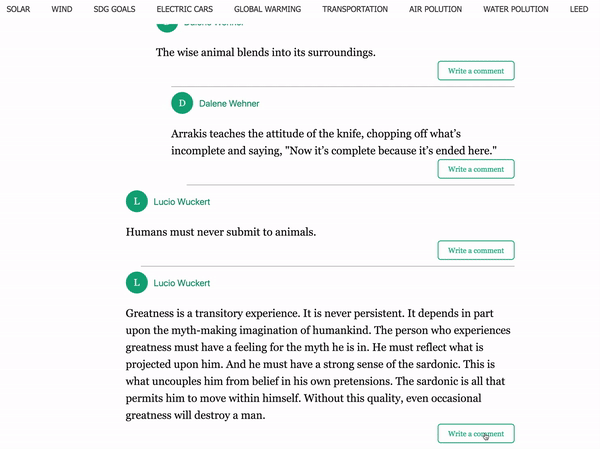 SOLAR WIND SDG GOALS ELECTRIC CARS GLOBAL WARMING TRANSPORTATION AIR POLUTION WATER POLUTION LEED
The wise animal blends into its surroundings.
Write a comment
D Dalene Wehner
Arrakis teaches the attitude of the knife, chopping off what’s
incomplete and saying, "Now it’s complete because it’s ended here."
Write a comment
L Lucio Wuckert
Humans must never submit to animals.
Write a comment
L Lucio Wuckert
Greatness is a transitory experience. It is never persistent. It depends in part
upon the myth-making imagination of humankind. The person who experiences
greatness must have a feeling for the myth he is in. He must reflect what is
projected upon him. And he must have a strong sense of the sardonic. This is
what uncouples him from belief in his own pretensions. The sardonic is all that
permits him to move within himself. Without this quality, even occasional
greatness will destroy a man.
Write a comment